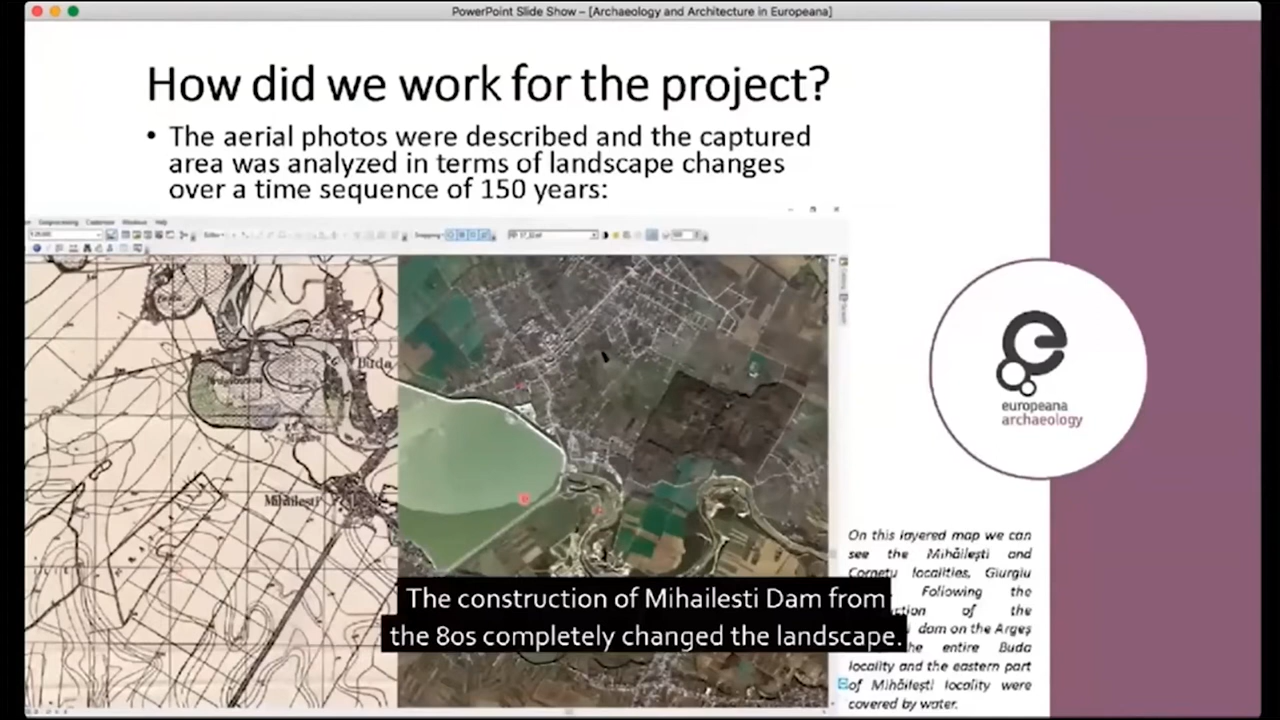 PowerPoint Slide Show – [Archaeology and Architecture in Europeana]
How did we work for the project?
• The aerial photos were described and the captured
area was analyzed in terms of landscape changes
over a time sequence of 150 years:
Buda
Mihăilești
europeana
archaeology
On this layered map we can
see the Mihăilești and
Cornetu localities, Giurgiu
Following the
of the
dam on the Argeș
entire Buda
locality and the eastern part
of Mihăilești locality were
covered by water.
The construction of Mihailesti Dam from
the 80s completely changed the landscape.